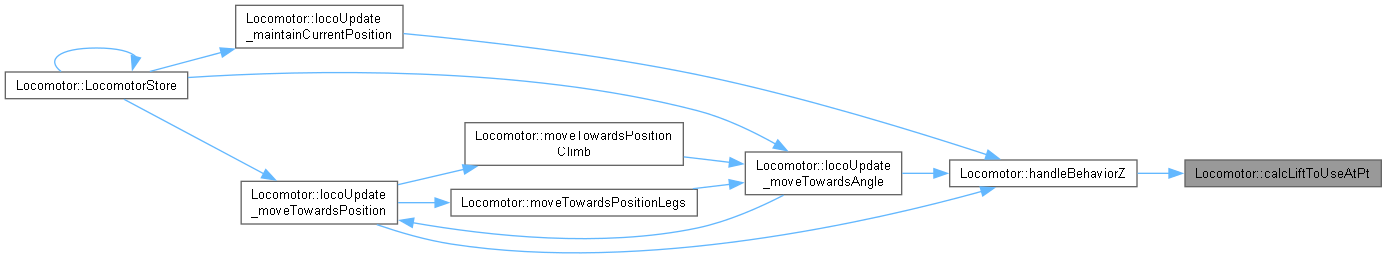 Locomotor::locoUpdate
_maintainCurrentPosition
Locomotor::LocomotorStore
Locomotor::moveTowardsPosition
Climb
Locomotor::locoUpdate
_moveTowardsAngle
Locomotor::handleBehaviorZ
Locomotor::calcLiftToUseAtPt
Locomotor::locoUpdate
_moveTowardsPosition
Locomotor::moveTowardsPositionLegs